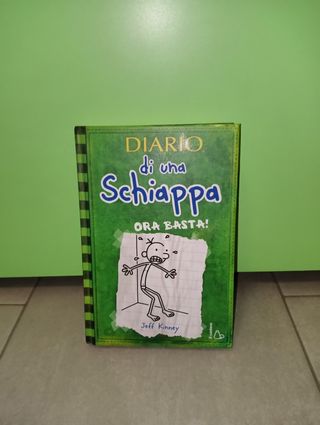 DIARIO
di una
Schiappa
ORA BASTA!
Jeff Kinney